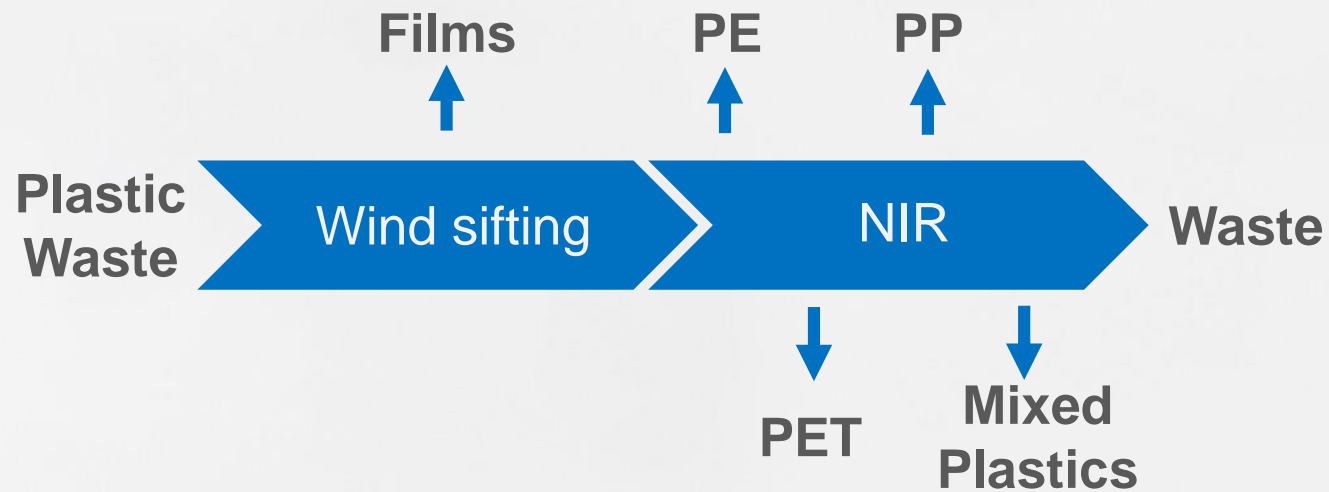 Films
PE
PP
Plastic
Waste
Wind sifting
NIR
Waste
PET
Mixed
Plastics